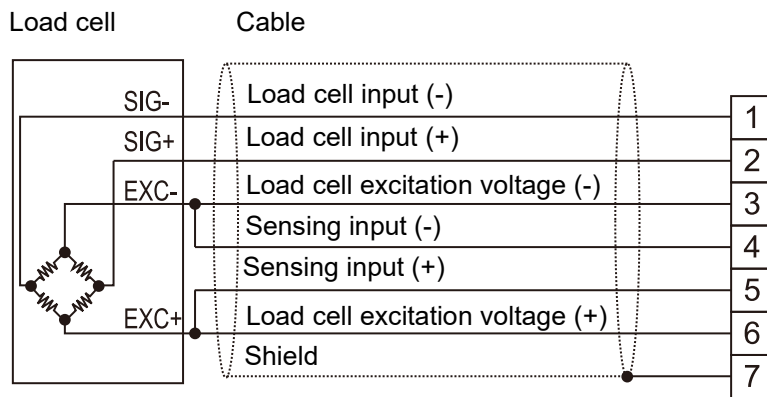 Load cell Cable
SIG- Load cell input (-) 1
SIG+ Load cell input (+) 2
EXC- Load cell excitation voltage (-) 3
Sensing input (-) 4
Sensing input (+) 5
EXC+ Load cell excitation voltage (+) 6
Shield 7